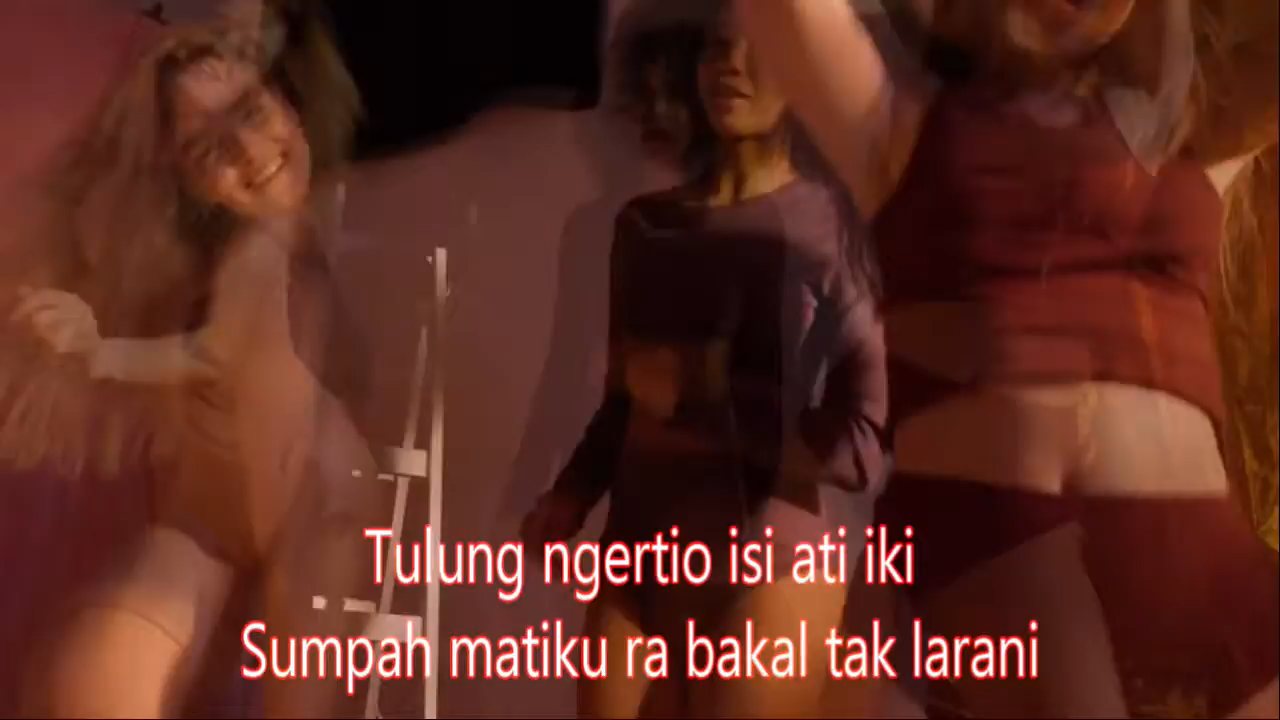 Tulung ngertio isi ati iki
Sumpah matiku ra bakal tak larani